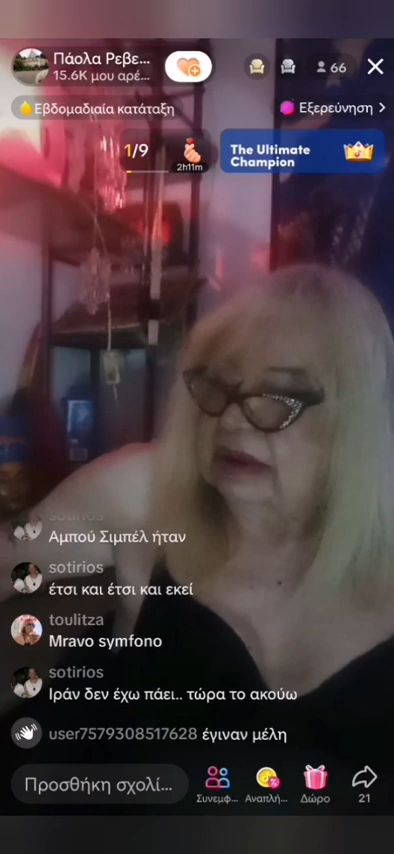 Πάολα Ρεβε...
15.6K μου αρέ...
66
Εβδομαδιαία κατάταξη
Εξερεύνηση
1/9
2h11m
The Ultimate
Champion
sotirios
Αμπού Σιμπέλ ήταν
sotirios
έτσι και έτσι και εκεί
toulitza
Mravo symfono
sotirios
Ιράν δεν έχω πάει.. τώρα το ακούω
user7579308517628 έγιναν μέλη
Προσθήκη σχολί...
Συνεμφ...
Αναπλή...
Δώρο
21